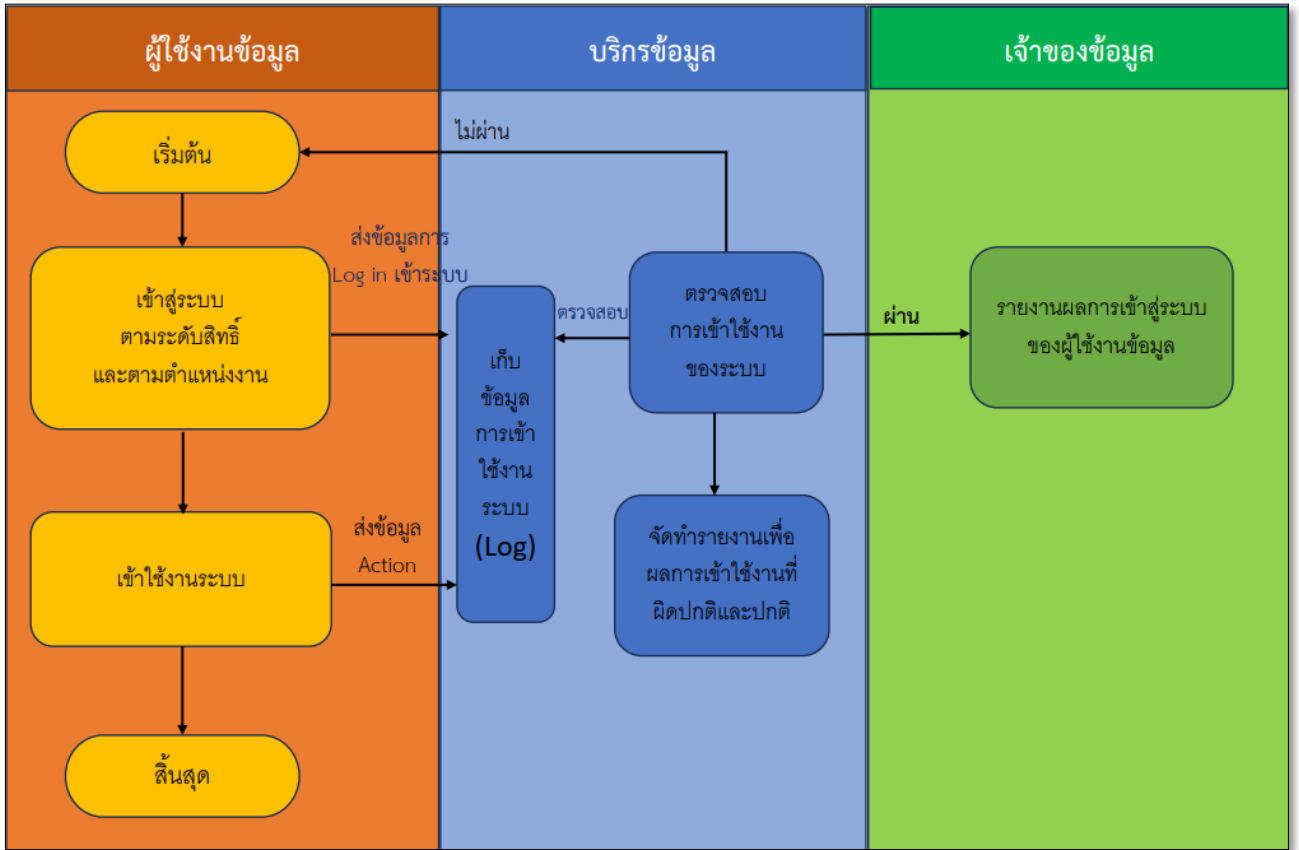 ผู้ใช้งานข้อมูล
บริกรข้อมูล
เจ้าของข้อมูล
เริ่มต้น
ไม่ผ่าน
ส่งข้อมูลการ
Log in เข้าระบบ
เข้าสู่ระบบ
ตามระดับสิทธิ์
และตามตำแหน่งงาน
ตรวจสอบ
ตรวจสอบ
การเข้าใช้งาน
ของระบบ
ผ่าน
รายงานผลการเข้าสู่ระบบ
ของผู้ใช้งานข้อมูล
เก็บ
ข้อมูล
การเข้า
ใช้งาน
ระบบ
(Log)
เข้าใช้งานระบบ
ส่งข้อมูล
Action
จัดทำรายงานเพื่อ
ผลการเข้าใช้งานที่
ผิดปกติและปกติ
สิ้นสุด